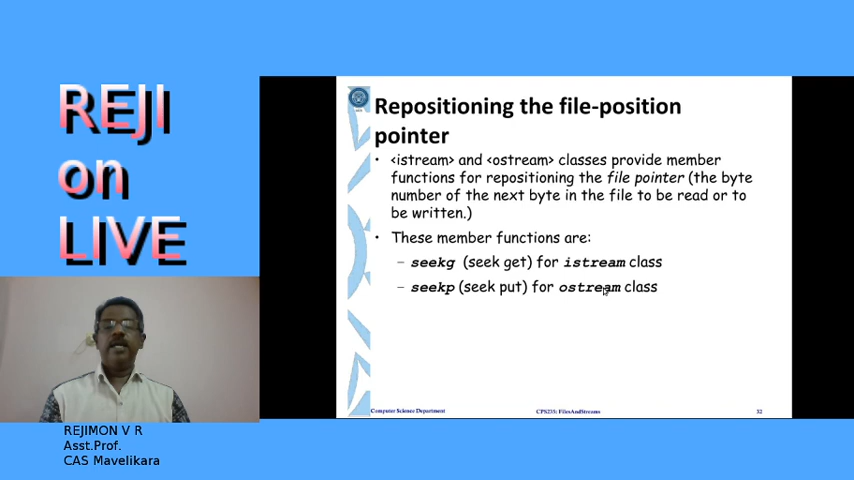 REJI
on
LIVE
REJIMON V R
Asst.Prof.
CAS Mavelikara
Repositioning the file-position
pointer
• <istream> and <ostream> classes provide member
functions for repositioning the file pointer (the byte
number of the next byte in the file to be read or to
be written.)
• These member functions are:
– seekg (seek get) for istream class
– seekp (seek put) for ostream class
Computer Science Department
CPS235: FilesAndStreams
32